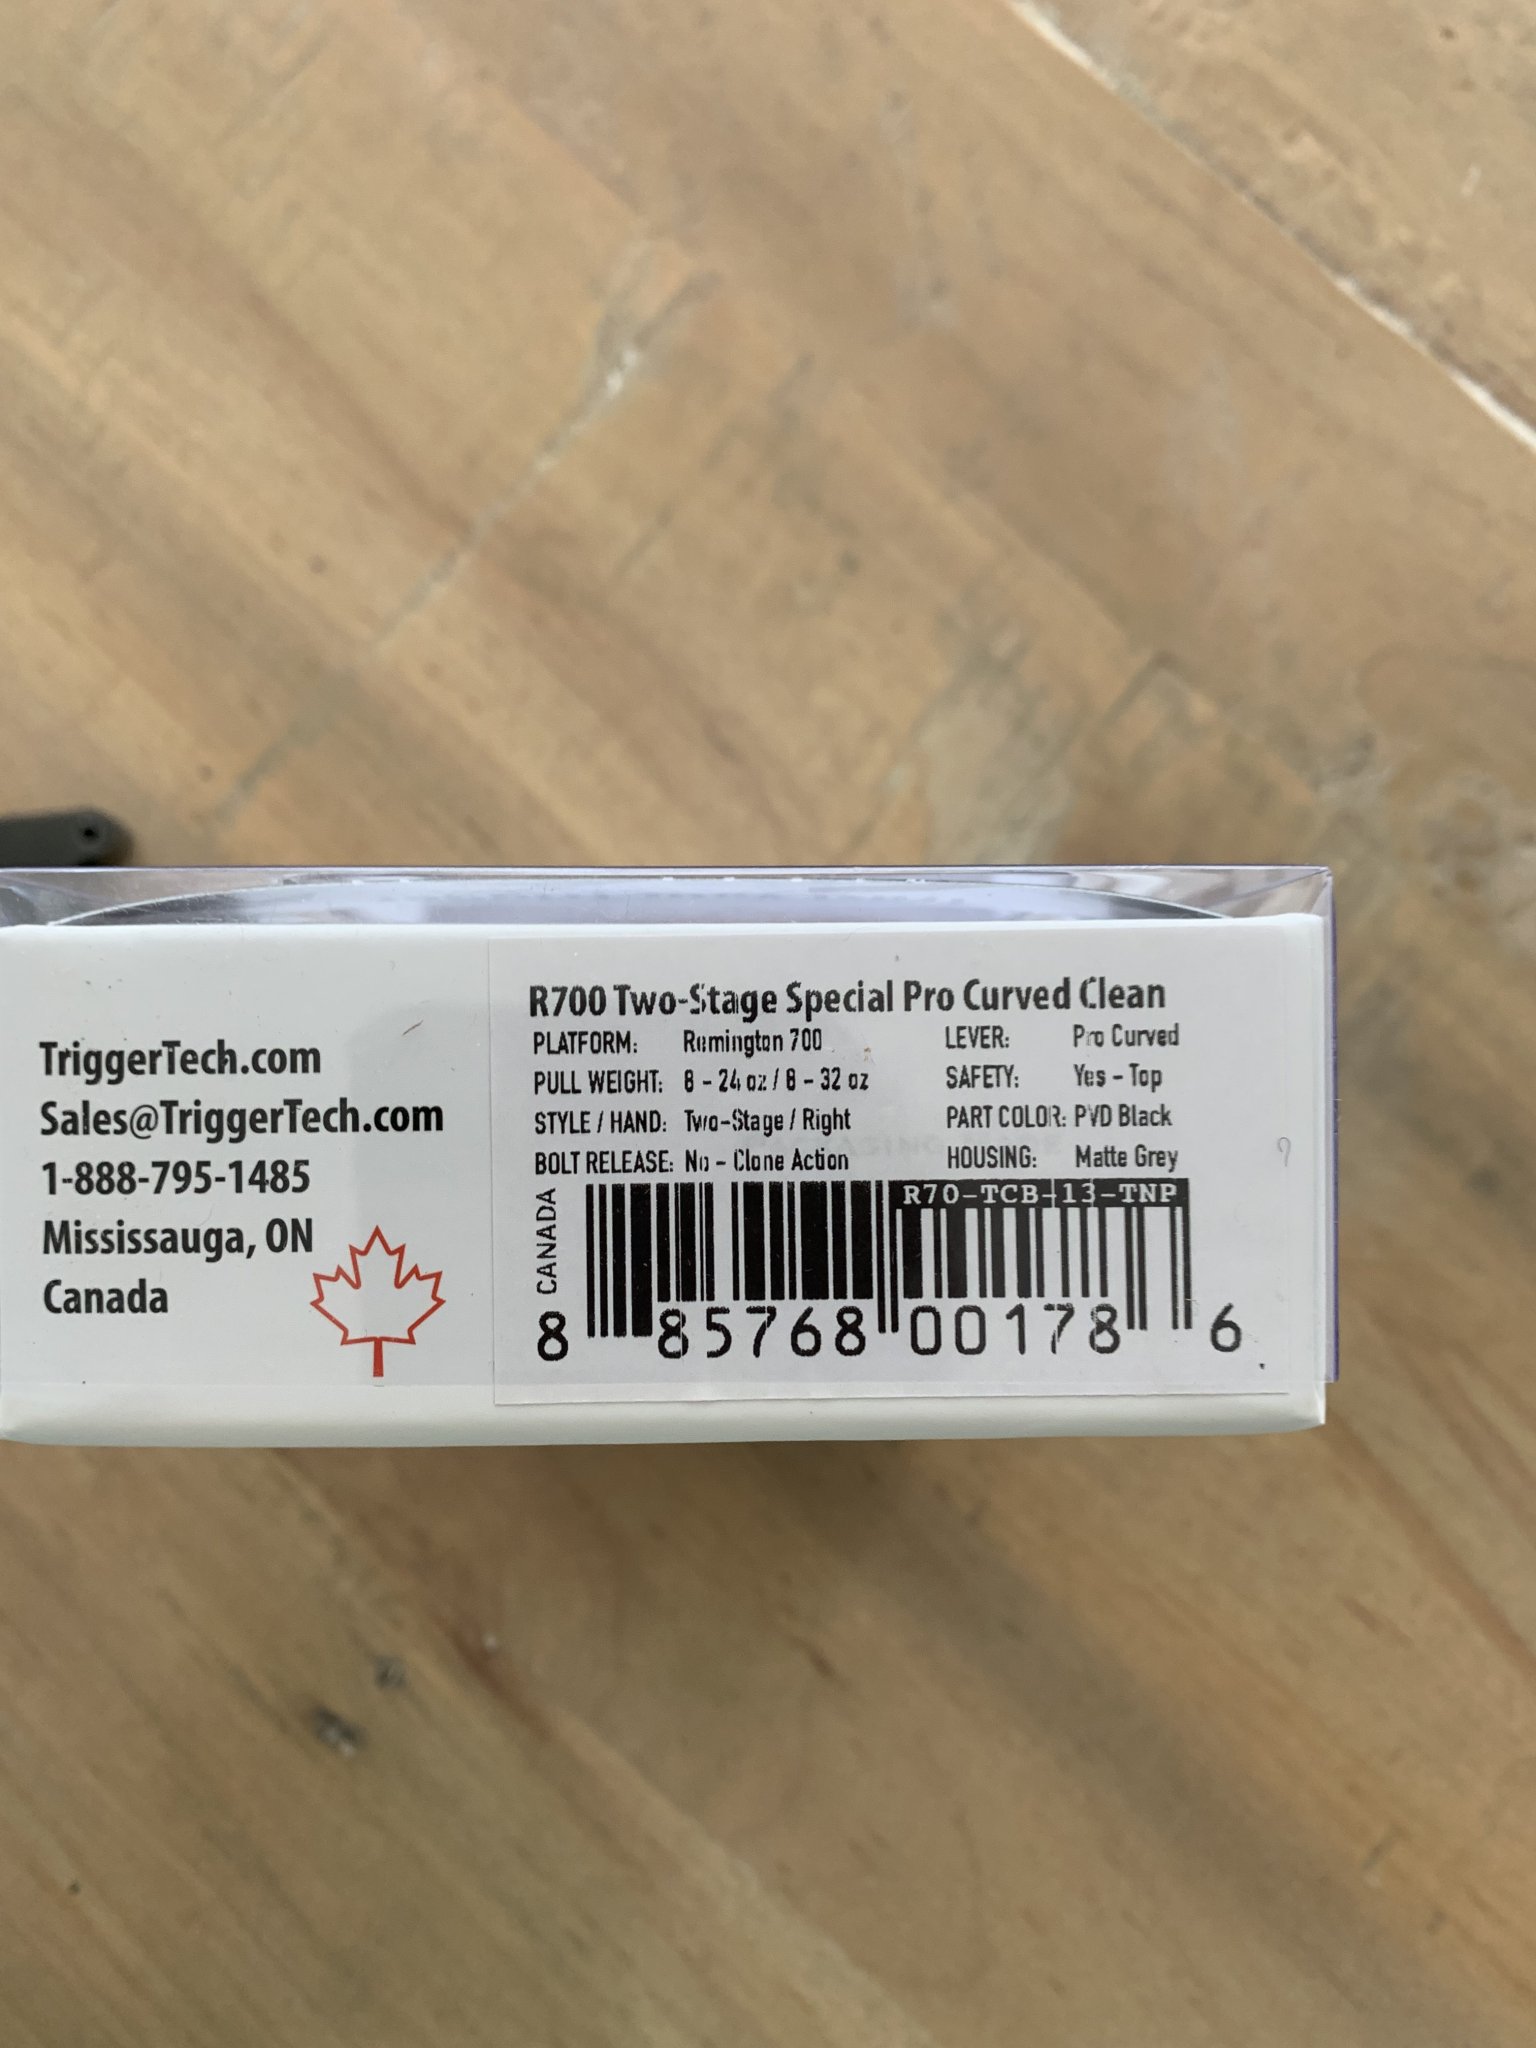 TriggerTech.com
Sales@TriggerTech.com
1-888-795-1485
Mississauga, ON
Canada
R700 Two-Stage Special Pro Curved Clean
PLATFORM: Remington 700
PULL WEIGHT: 8 - 24 oz / 8 - 32 oz
STYLE / HAND: Two-Stage / Right
BOLT RELEASE: No - Clone Action
LEVER: Pro Curved
SAFETY: Yes - Top
PART COLOR: PVD Black
HOUSING: Matte Grey
CANADA
R70-TCB-13-TNP
8 85768 00178 6